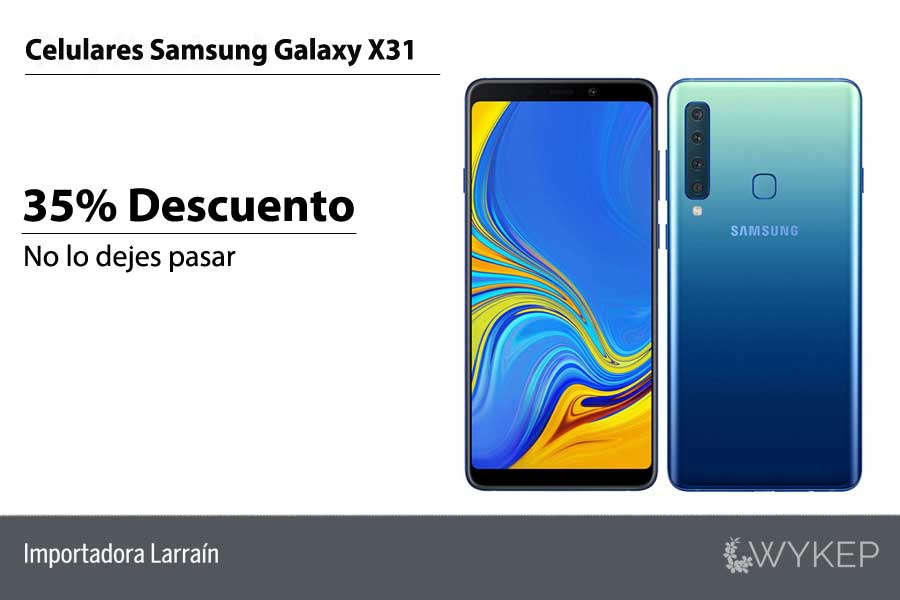 Celulares Samsung Galaxy X31
35% Descuento
No lo dejes pasar
SAMSUNG
Importadora Larraín
WYKEP